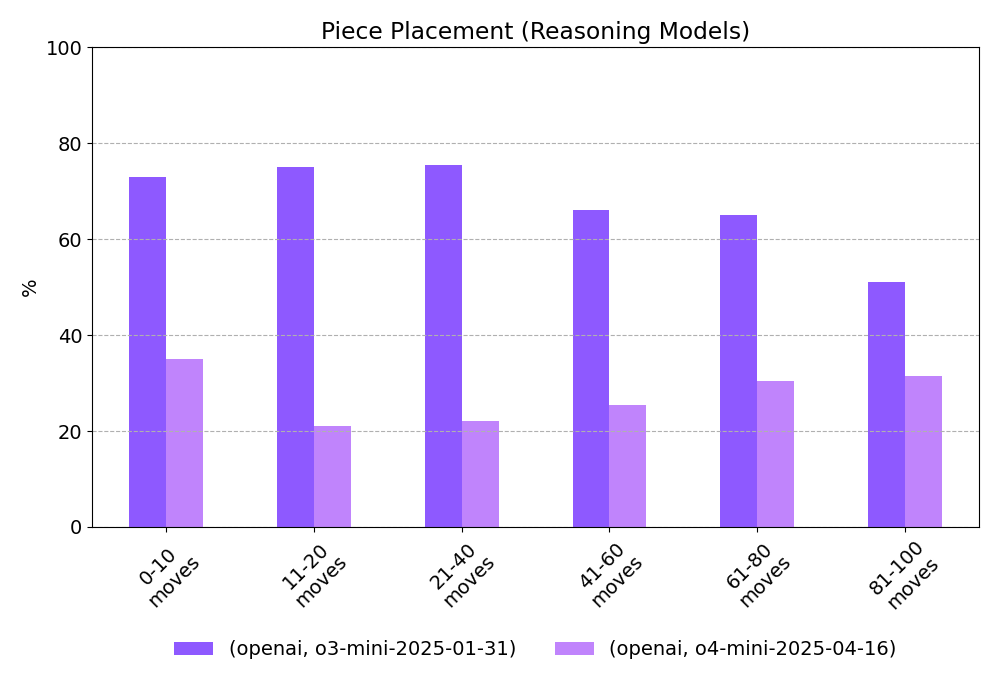 Piece Placement (Reasoning Models)
100
80
60
40
20
0
%
0-10
moves
11-20
moves
21-40
moves
41-60
moves
61-80
moves
81-100
moves
(openai, o3-mini-2025-01-31)
(openai, o4-mini-2025-04-16)